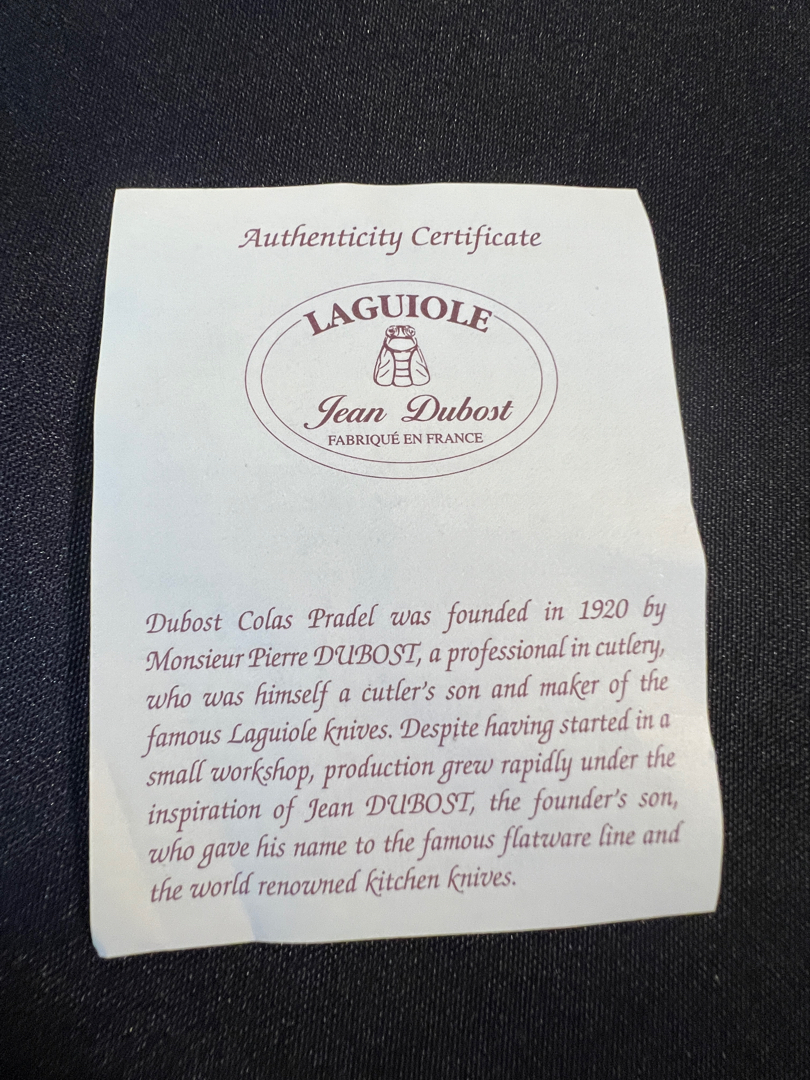 Authenticity Certificate
LAGUIOLE
Jean Dubost
FABRIQUÉ EN FRANCE
Dubost Colas Pradel was founded in 1920 by
Monsieur Pierre DUBOST, a professional in cutlery,
who was himself a cutler's son and maker of the
famous Laguiole knives. Despite having started in a
small workshop, production grew rapidly under the
inspiration of Jean DUBOST, the founder's son,
who gave his name to the famous flatware line and
the world renowned kitchen knives.